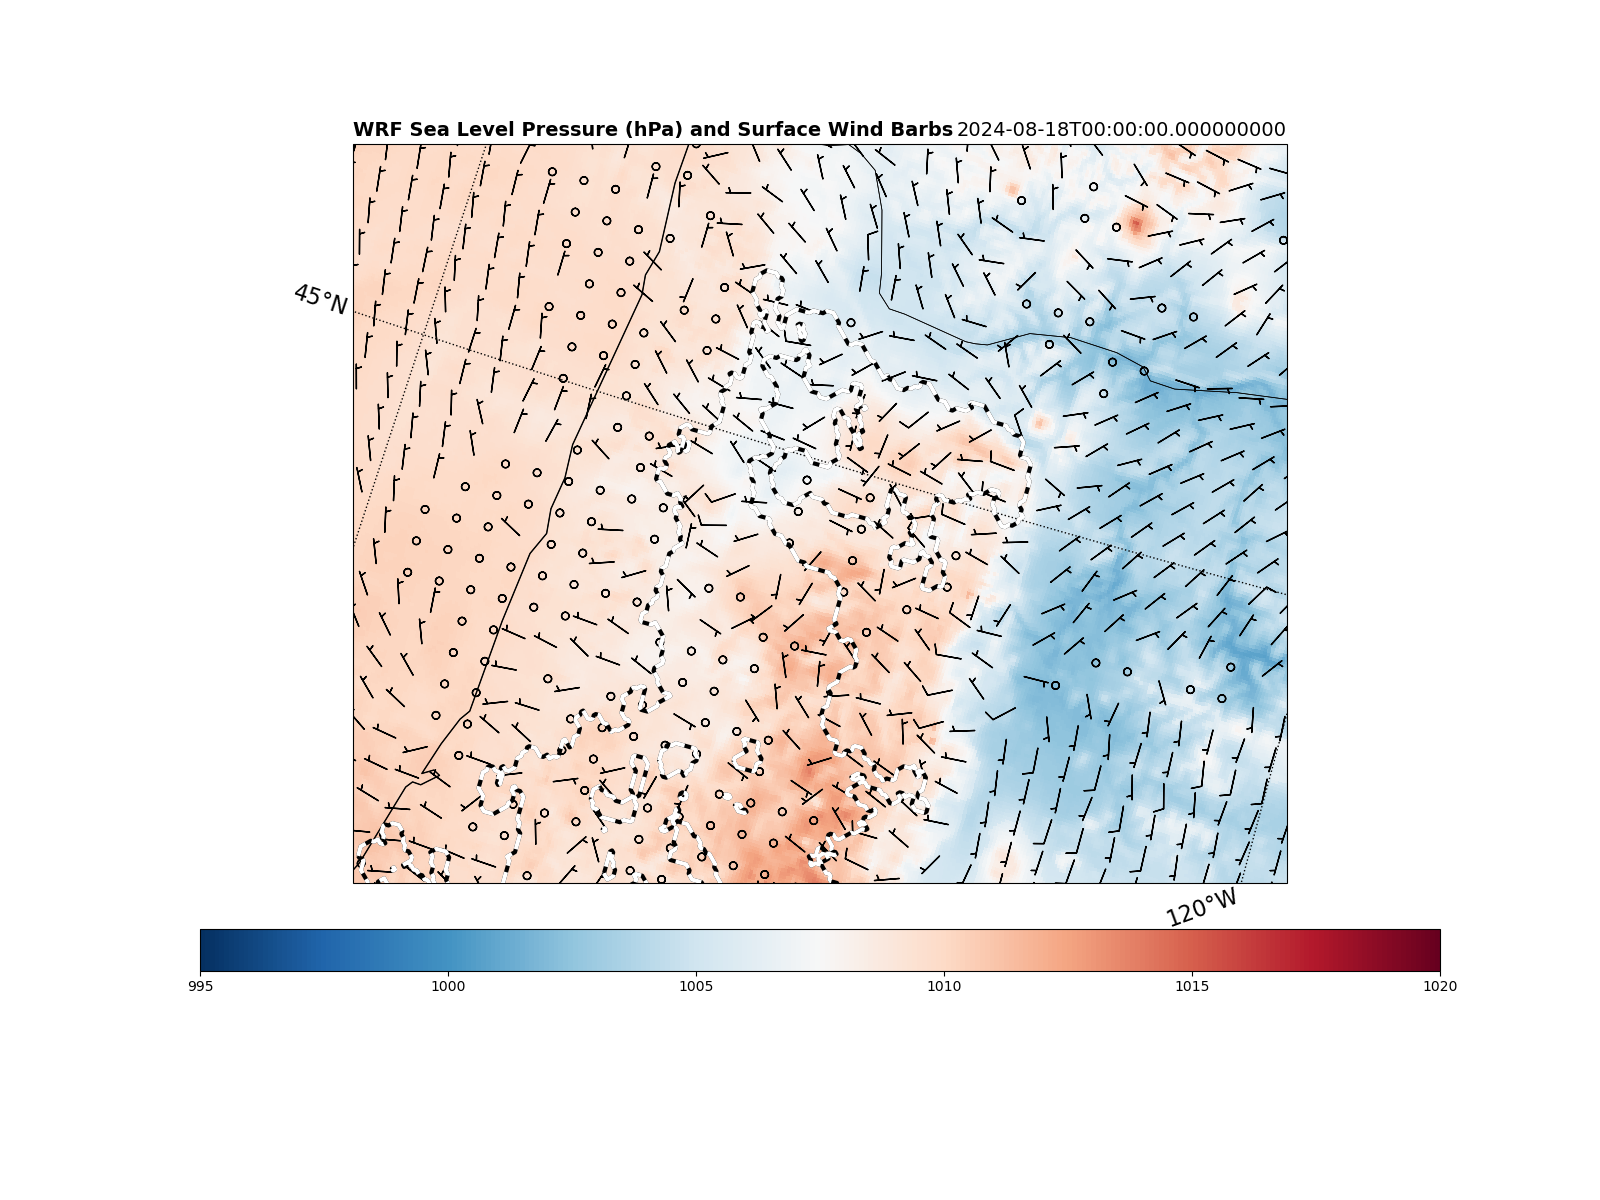 WRF Sea Level Pressure (hPa) and Surface Wind Barbs 2024-08-18T00:00:00.000000000
45°N
120°W
995 1000 1005 1010 1015 1020